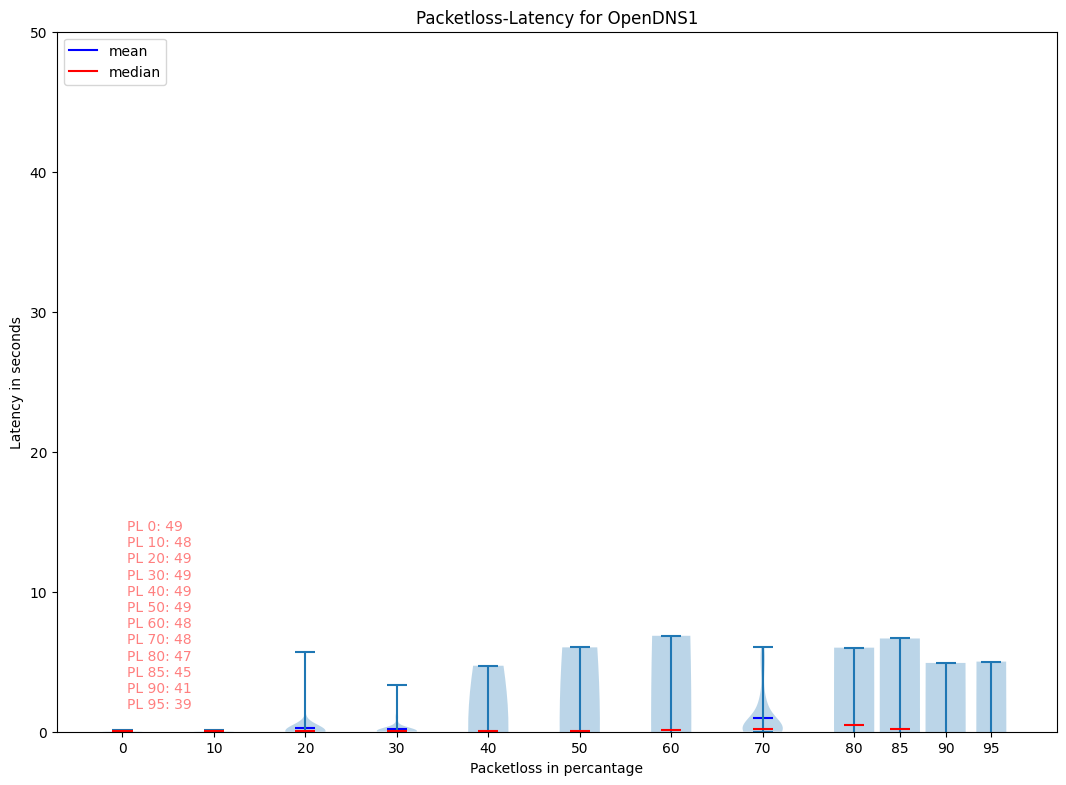 Packetloss-Latency for OpenDNS1
mean
median
Latency in seconds
50
40
30
20
10
0
PL 0: 49
PL 10: 48
PL 20: 49
PL 30: 49
PL 40: 49
PL 50: 49
PL 60: 48
PL 70: 48
PL 80: 47
PL 85: 45
PL 90: 41
PL 95: 39
0 10 20 30 40 50 60 70 80 85 90 95
Packetloss in percantage